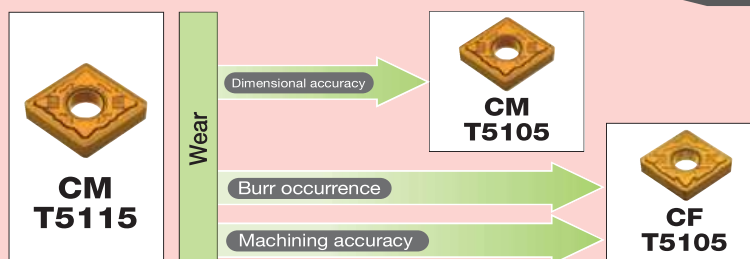 CM
T5115
Wear
Dimensional accuracy
CM
T5105
Burr occurrence
Machining accuracy
CF
T5105